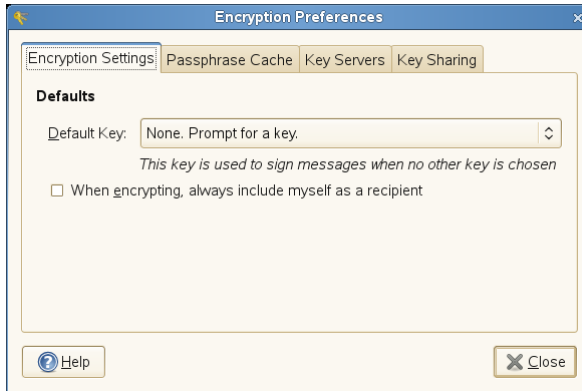 Encryption Preferences
Encryption Settings Passphrase Cache Key Servers Key Sharing
Defaults
Default Key: None. Prompt for a key.
This key is used to sign messages when no other key is chosen
When encrypting, always include myself as a recipient
Help Close